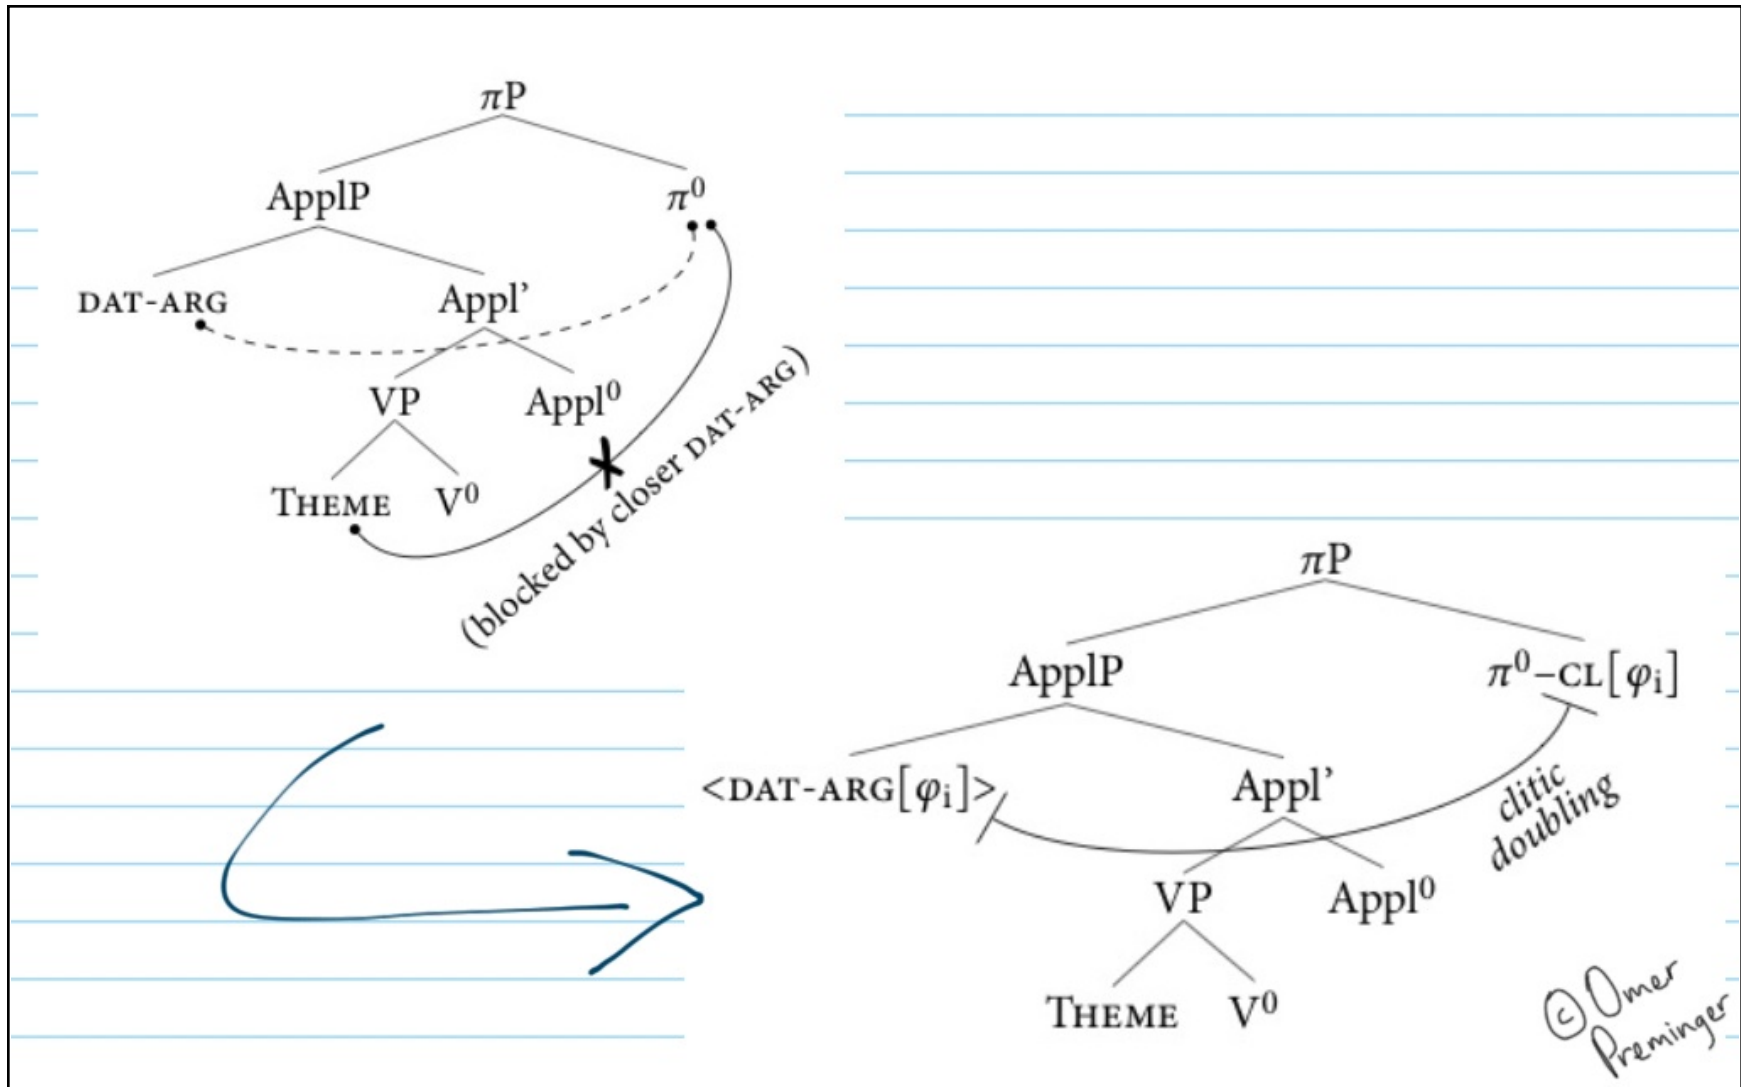 πP
ApplP π⁰
DAT-ARG Appl’
VP Appl⁰
THEME V⁰
(blocked by closer DAT-ARG)
πP
ApplP π⁰–CL[φᵢ]
<DAT-ARG[φᵢ]> Appl’
clitic
doubling
VP Appl⁰
THEME V⁰
© Omer
Preminger